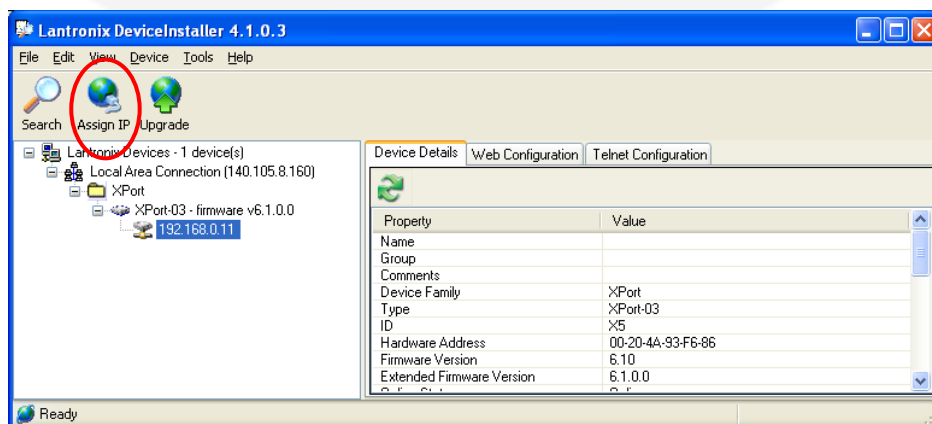 Lantronix DeviceInstaller 4.1.0.3
File Edit View Device Tools Help
Search Assign IP Upgrade
Lantronix Devices - 1 device(s)
Local Area Connection (140.105.8.160)
XPort
XPort-03 - firmware v6.1.0.0
192.168.0.11
Device Details Web Configuration Telnet Configuration
Property Value
Name
Group
Comments
Device Family XPort
Type XPort-03
ID X5
Hardware Address 00-20-4A-93-F6-86
Firmware Version 6.10
Extended Firmware Version 6.1.0.0
Ready